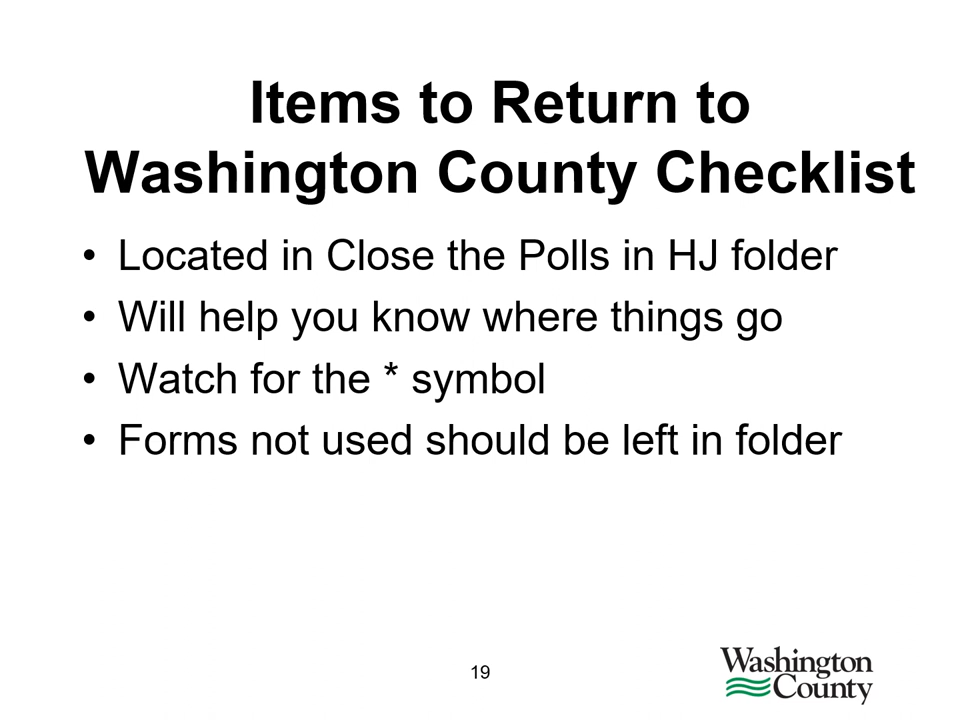 Items to Return to
Washington County Checklist
• Located in Close the Polls in HJ folder
• Will help you know where things go
• Watch for the * symbol
• Forms not used should be left in folder
19
Washington
County